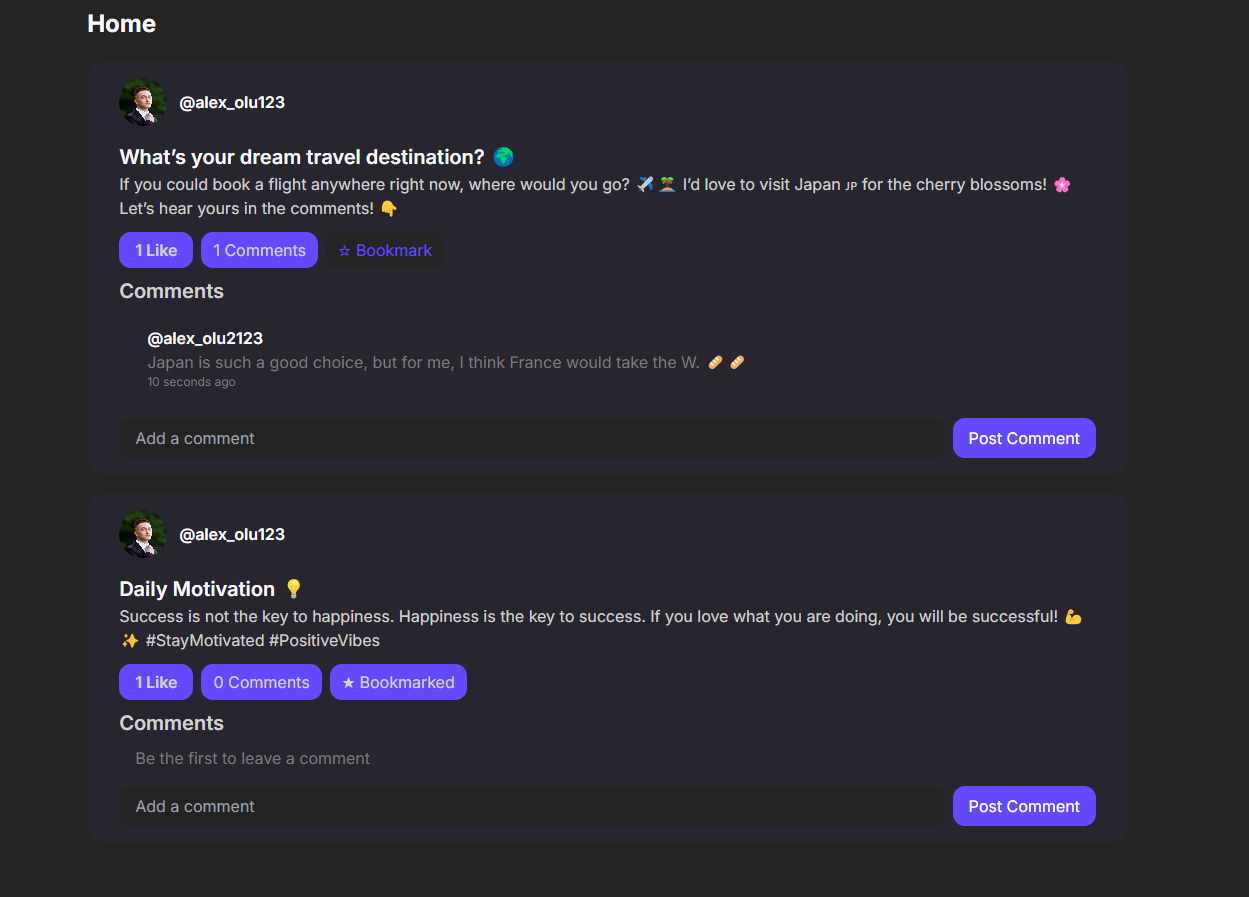 Home
@alex_olu123
What’s your dream travel destination? 🌍
If you could book a flight anywhere right now, where would you go? ✈️🏝️ I’d love to visit Japan 🇯🇵 for the cherry blossoms! 🌸
Let’s hear yours in the comments! 👇
1 Like 1 Comments ☆ Bookmark
Comments
@alex_olu2123
Japan is such a good choice, but for me, I think France would take the W. 🥖 🥖
10 seconds ago
Add a comment Post Comment
@alex_olu123
Daily Motivation 💡
Success is not the key to happiness. Happiness is the key to success. If you love what you are doing, you will be successful! 💪
✨ #StayMotivated #PositiveVibes
1 Like 0 Comments ★ Bookmarked
Comments
Be the first to leave a comment
Add a comment Post Comment